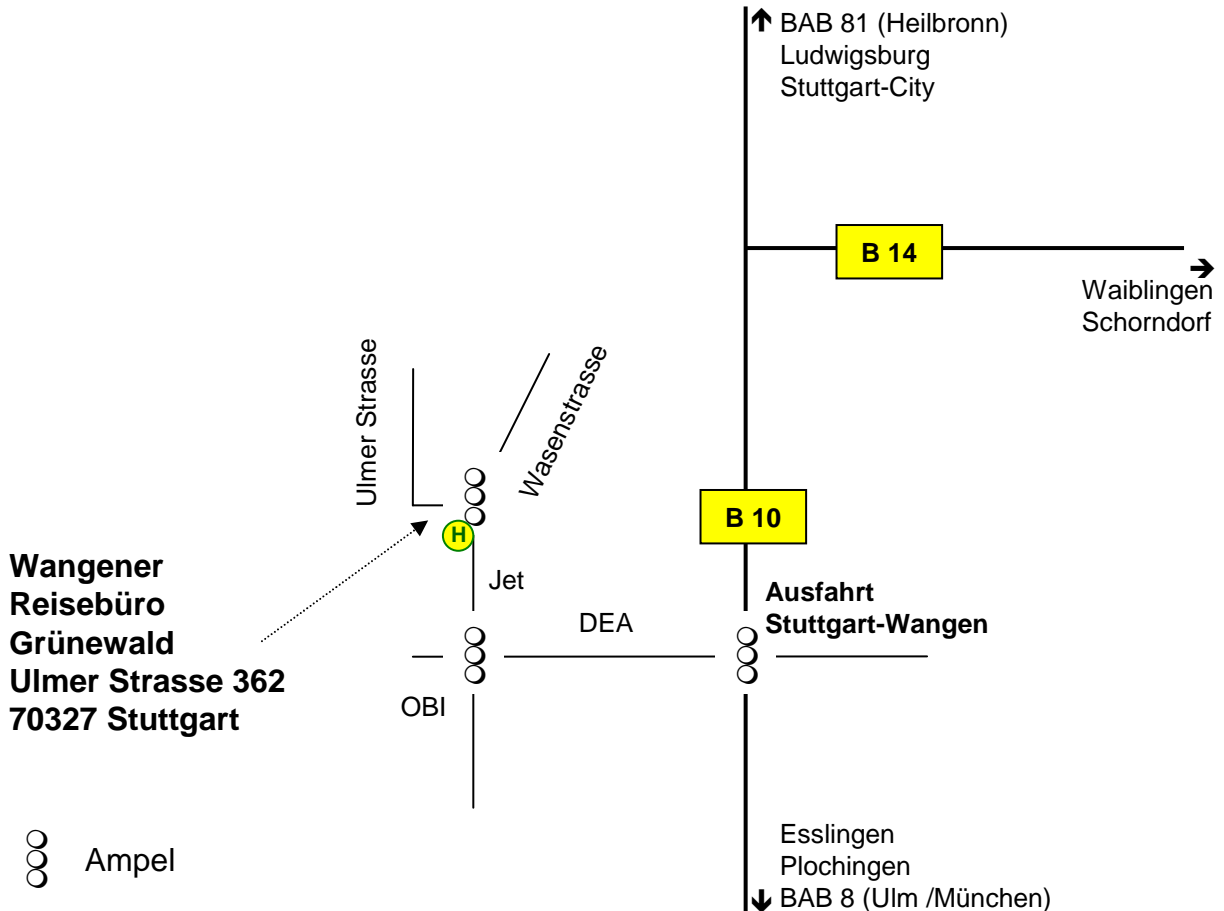 BAB 81 (Heilbronn)
Ludwigsburg
Stuttgart-City
B 14
Waiblingen
Schorndorf
Ulmer Strasse
Wasenstrasse
B 10
H
Jet
Wangener
Reisebüro
Grünewald
Ulmer Strasse 362
70327 Stuttgart
DEA
Ausfahrt
Stuttgart-Wangen
OBI
Ampel
Esslingen
Plochingen
BAB 8 (Ulm /München)